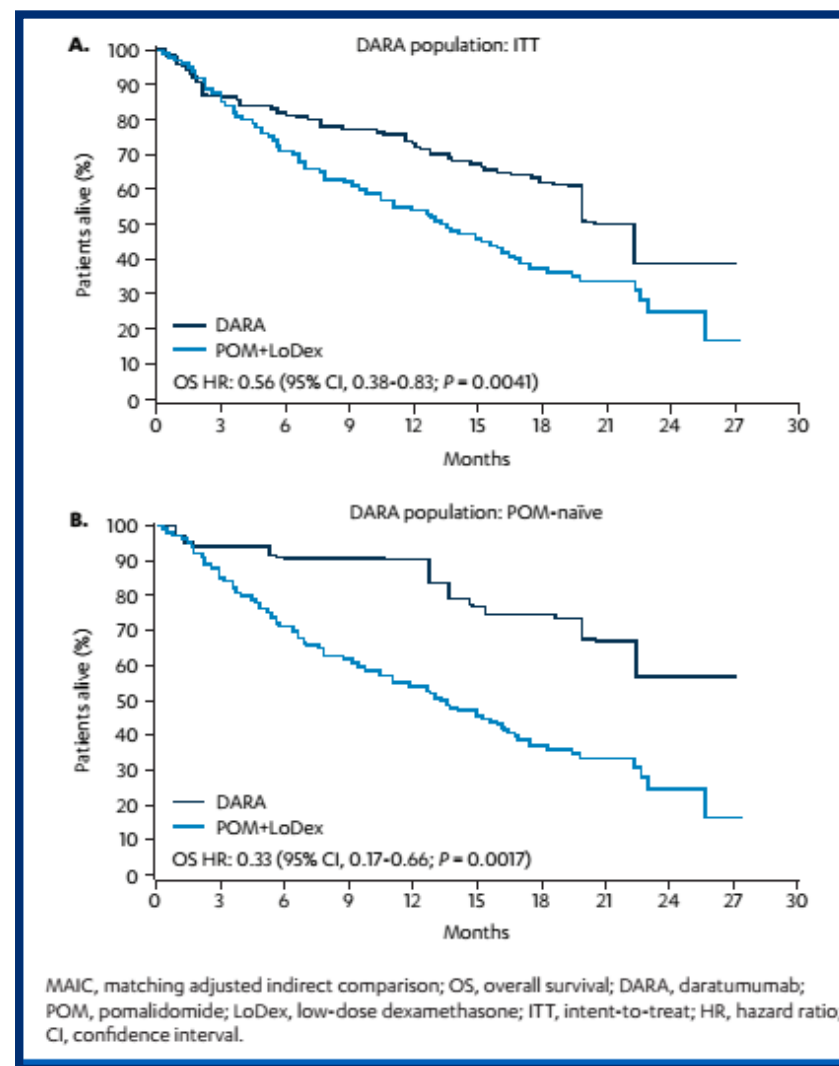 A. DARA population: ITT
100
90
80
70
60
50
40
30
20
10
0
Patients alive (%)
DARA
POM+LoDex
OS HR: 0.56 (95% CI, 0.38-0.83; P = 0.0041)
0 3 6 9 12 15 18 21 24 27 30
Months
B. DARA population: POM-naïve
100
90
80
70
60
50
40
30
20
10
0
Patients alive (%)
DARA
POM+LoDex
OS HR: 0.33 (95% CI, 0.17-0.66; P = 0.0017)
0 3 6 9 12 15 18 21 24 27 30
Months
MAIC, matching adjusted indirect comparison; OS, overall survival; DARA, daratumumab;
POM, pomalidomide; LoDex, low-dose dexamethasone; ITT, intent-to-treat; HR, hazard ratio,
CI, confidence interval.